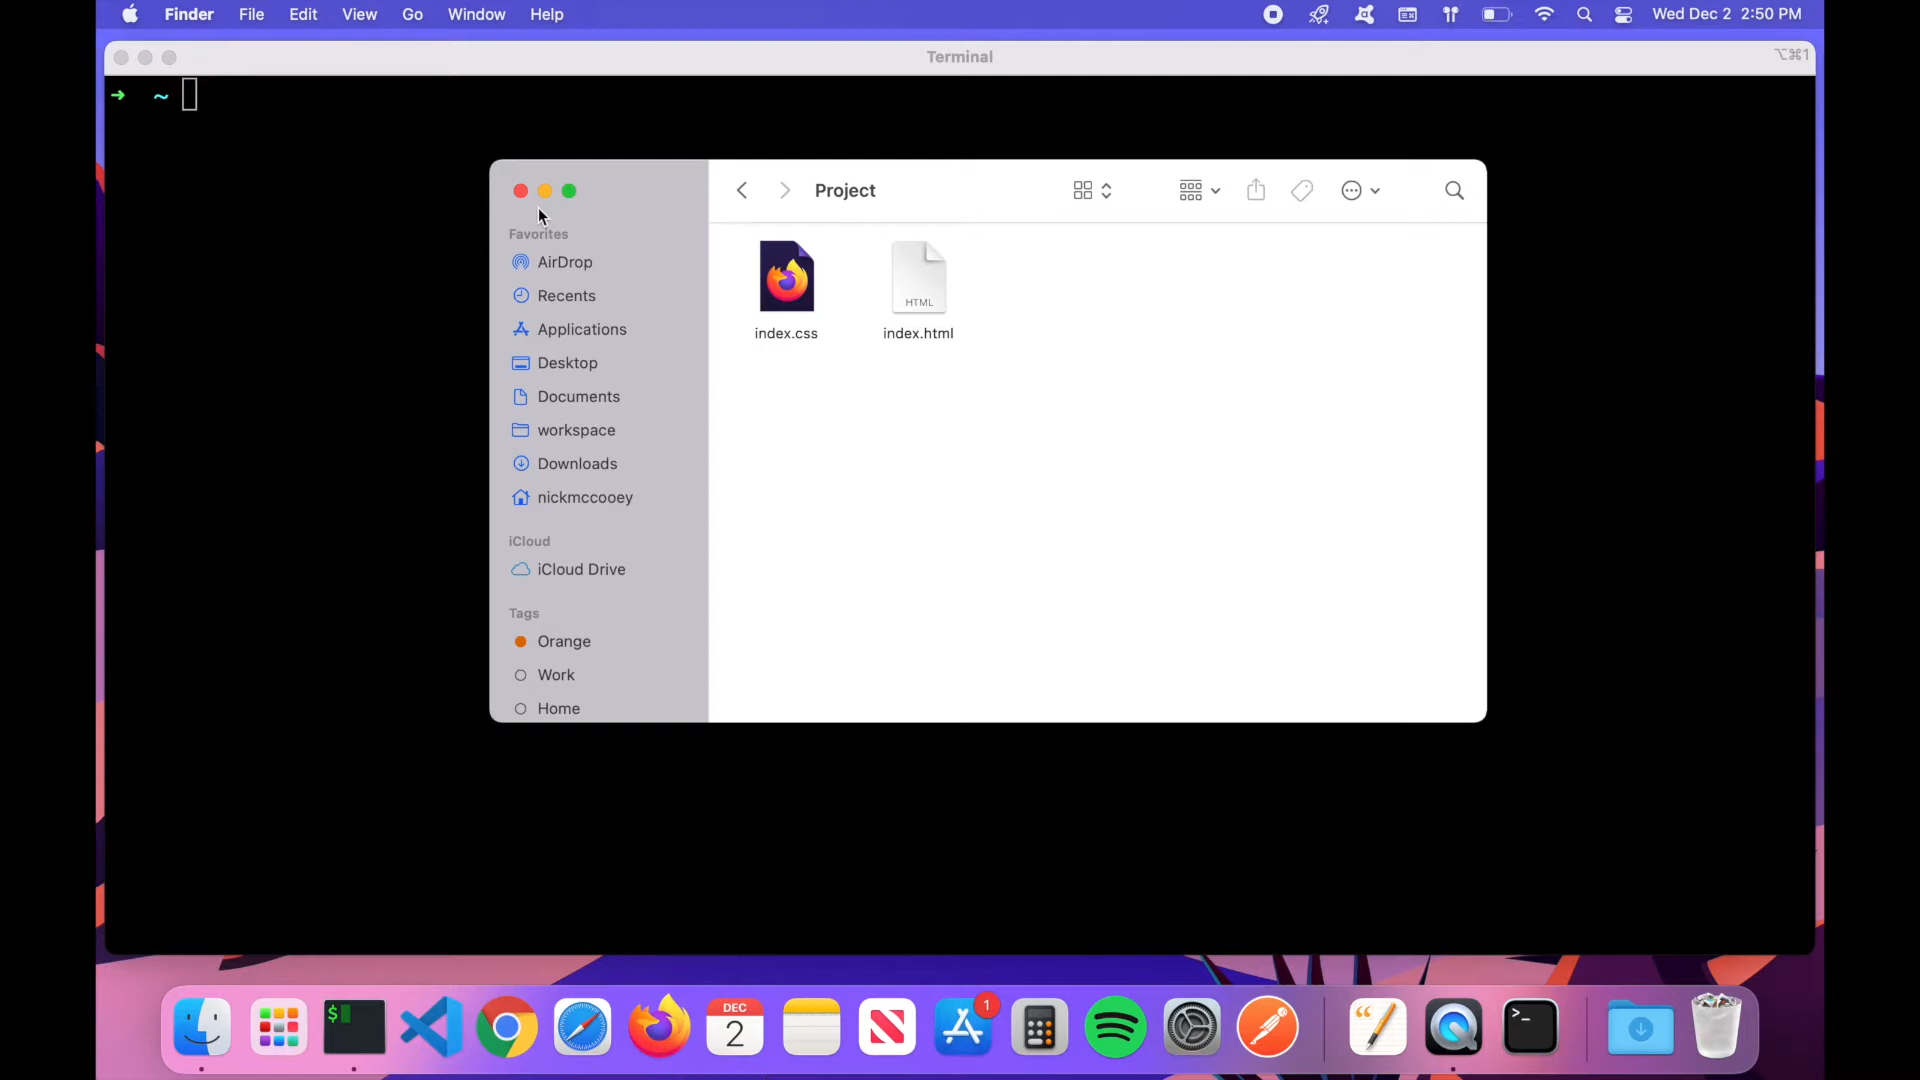 Finder File Edit View Go Window Help Wed Dec 2 2:50 PM
Terminal ⌥⌘1
➜ ~
Project
Favorites
AirDrop
Recents
Applications
Desktop
Documents
workspace
Downloads
nickmccooey
iCloud
iCloud Drive
Tags
Orange
Work
Home
HTML
index.css index.html
$ DEC 2 1 >_